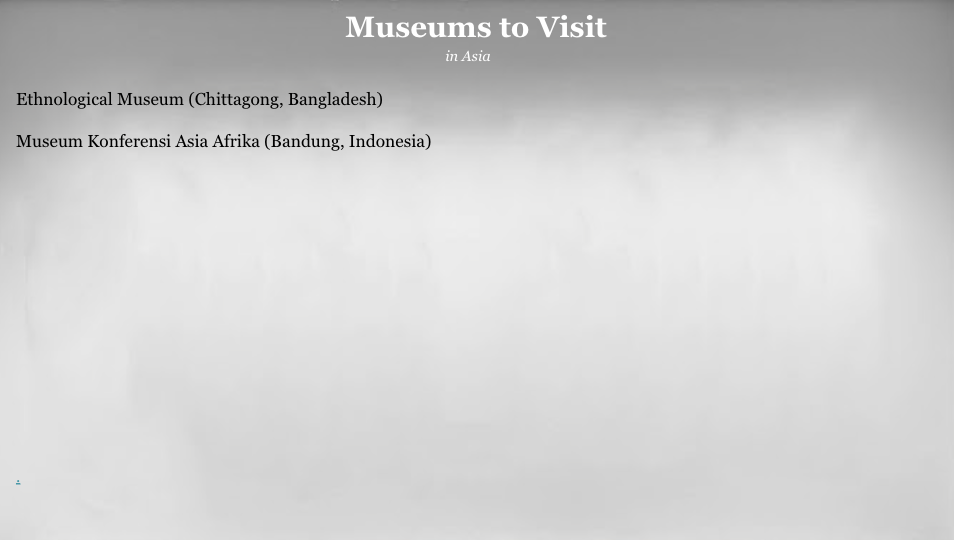 Museums to Visit
in Asia
Ethnological Museum (Chittagong, Bangladesh)
Museum Konferensi Asia Afrika (Bandung, Indonesia)